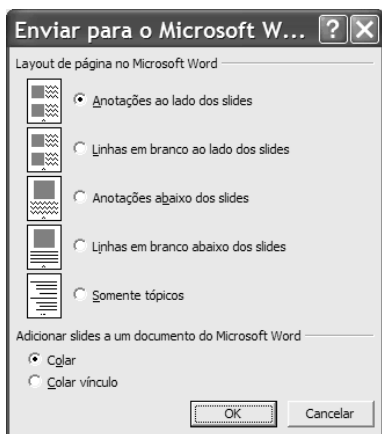 Enviar para o Microsoft W...
Layout de página no Microsoft Word
Anotações ao lado dos slides
Linhas em branco ao lado dos slides
Anotações abaixo dos slides
Linhas em branco abaixo dos slides
Somente tópicos
Adicionar slides a um documento do Microsoft Word
Colar
Colar vínculo
OK Cancelar